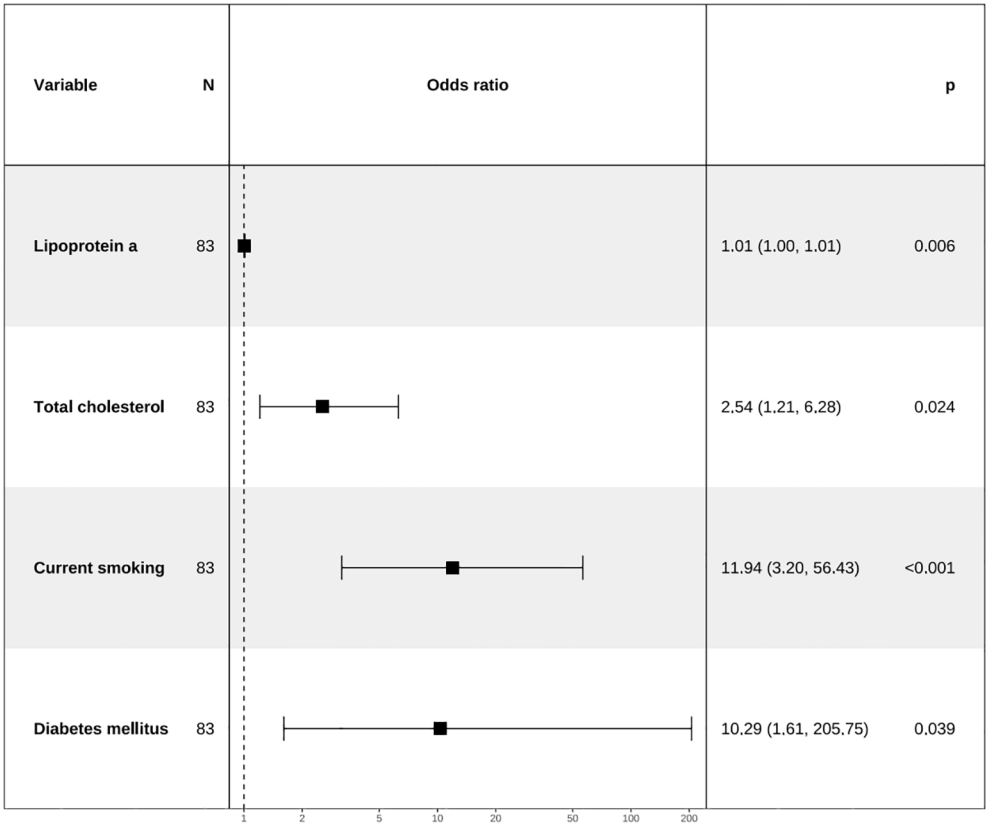 Variable N Odds ratio p
Lipoprotein a 83 1.01 (1.00, 1.01) 0.006
Total cholesterol 83 2.54 (1.21, 6.28) 0.024
Current smoking 83 11.94 (3.20, 56.43) <0.001
Diabetes mellitus 83 10.29 (1.61, 205.75) 0.039
1 2 5 10 20 50 100 200